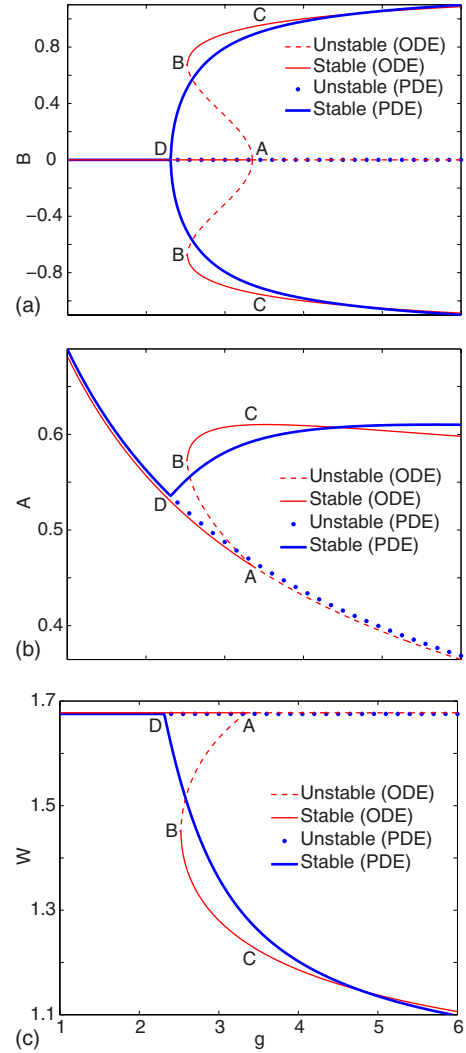 C
0.8
B
Unstable (ODE)
Stable (ODE)
Unstable (PDE)
Stable (PDE)
0.4
B
D
A
0
−0.4
B
−0.8
C
(a)
C
0.6
B
Unstable (ODE)
Stable (ODE)
Unstable (PDE)
Stable (PDE)
A
D
0.5
A
0.4
(b)
1.7
D
A
Unstable (ODE)
Stable (ODE)
Unstable (PDE)
Stable (PDE)
1.5
B
W
1.3
C
1.1
(c)
1
2
3
g
4
5
6